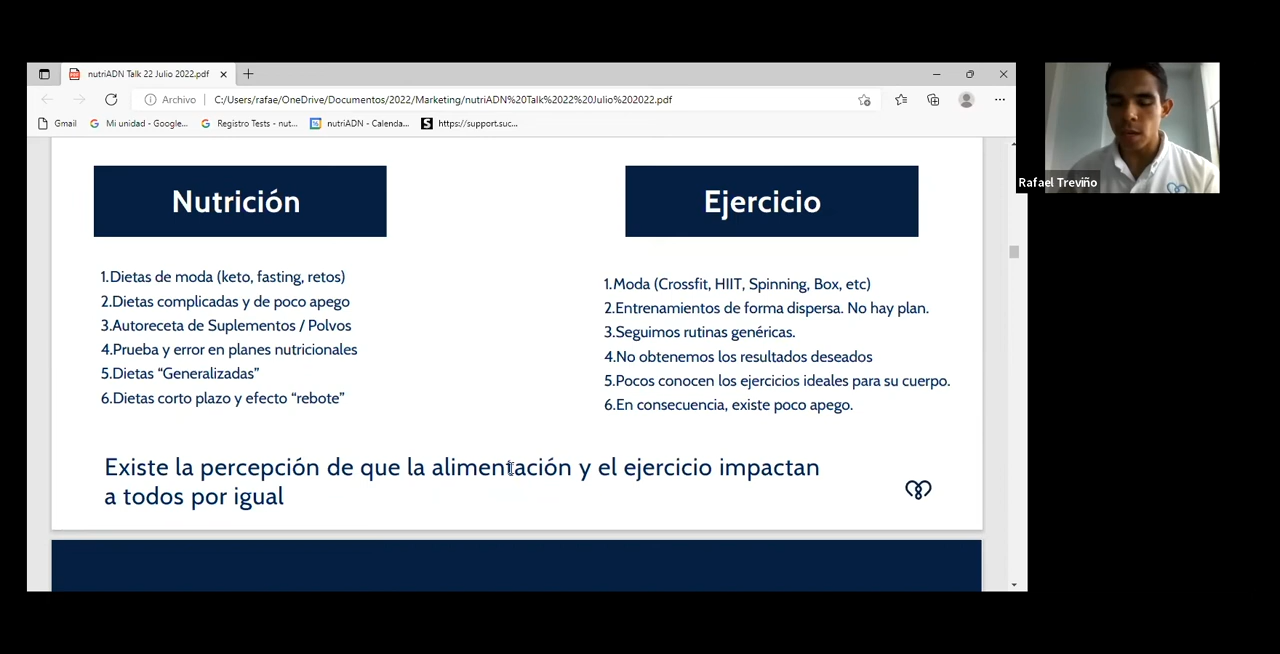 nutriADN Talk 22 Julio 2022.pdf
Archivo
C:/Users/rafae/OneDrive/Documentos/2022/Marketing/nutriADN%20Talk%2022%20Julio%202022.pdf
Gmail
Mi unidad - Google...
Registro Tests - nut...
nutriADN - Calenda...
https://support.suc...
Rafael Treviño
Nutrición
1.Dietas de moda (keto, fasting, retos)
2.Dietas complicadas y de poco apego
3.Autoreceta de Suplementos / Polvos
4.Prueba y error en planes nutricionales
5.Dietas “Generalizadas”
6.Dietas corto plazo y efecto “rebote”
Ejercicio
1.Moda (Crossfit, HIIT, Spinning, Box, etc)
2.Entrenamientos de forma dispersa. No hay plan.
3.Seguimos rutinas genéricas.
4.No obtenemos los resultados deseados
5.Pocos conocen los ejercicios ideales para su cuerpo.
6.En consecuencia, existe poco apego.
Existe la percepción de que la alimentación y el ejercicio impactan
a todos por igual